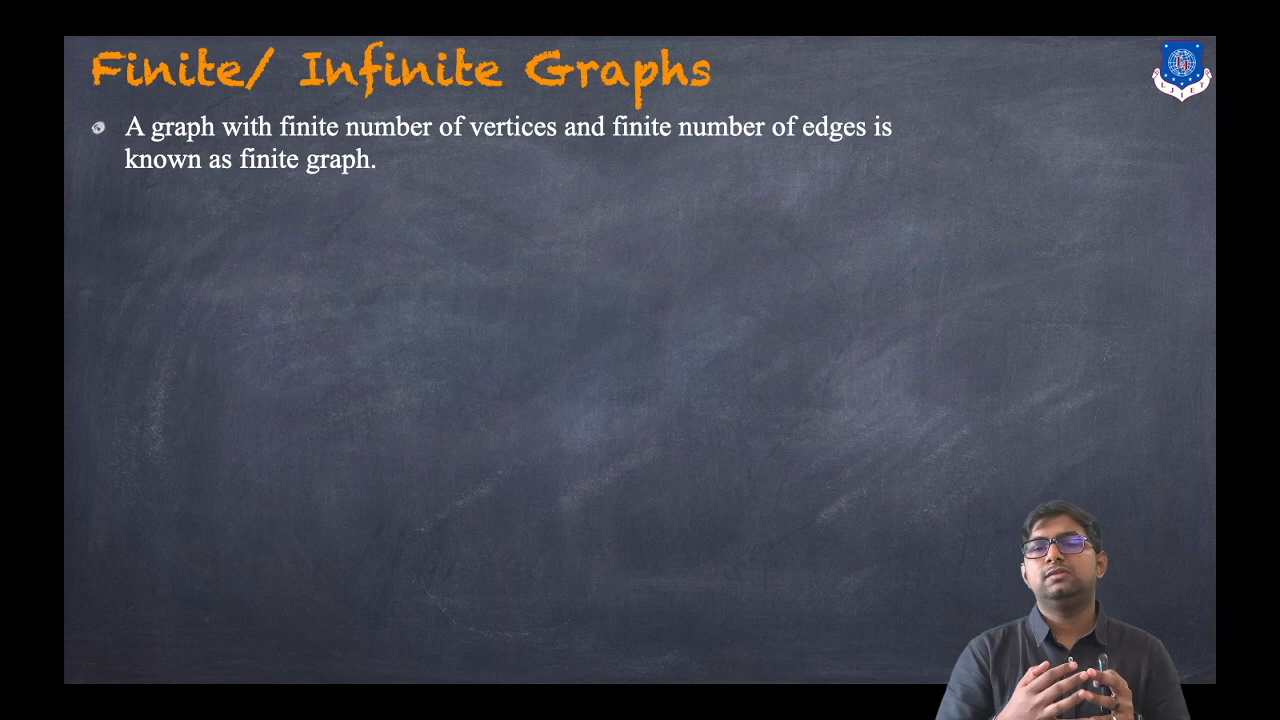 Finite/ Infinite Graphs
A graph with finite number of vertices and finite number of edges is
known as finite graph.
L J I E T